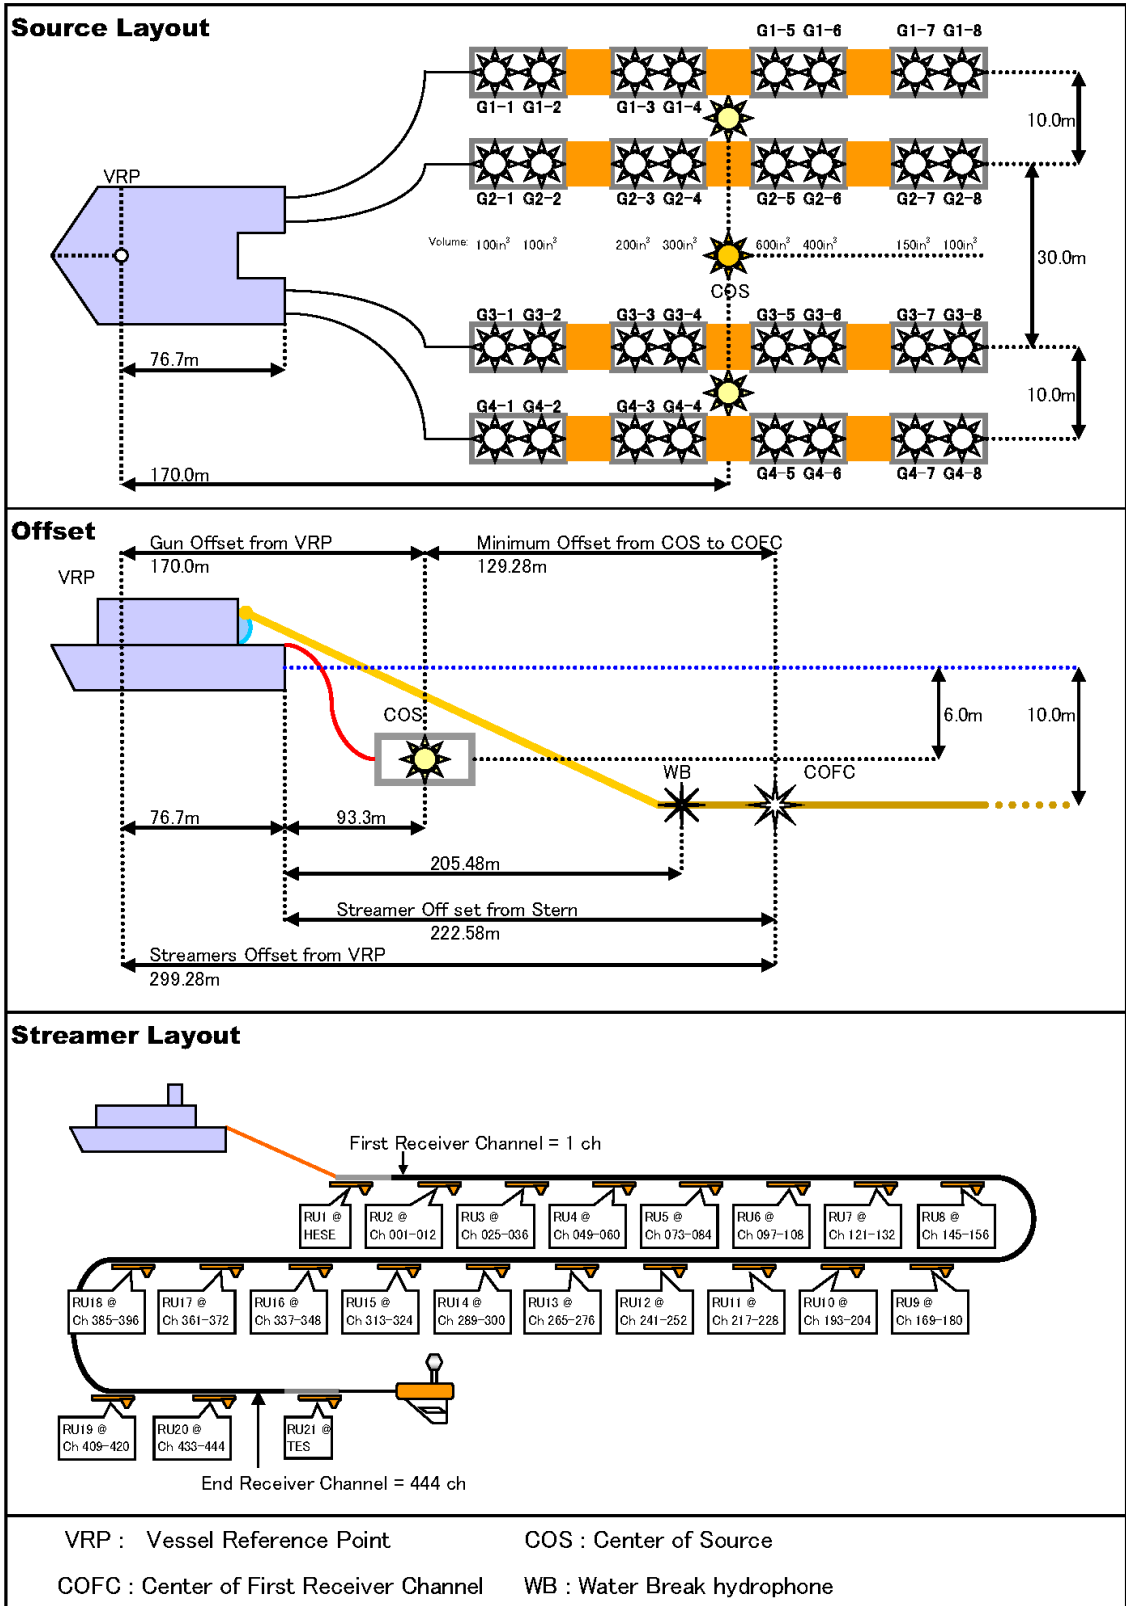 Source Layout
G1-5 G1-6 G1-7 G1-8
G1-1 G1-2 G1-3 G1-4
10.0m
VRP
G2-1 G2-2 G2-3 G2-4 G2-5 G2-6 G2-7 G2-8
Volume: 100in³ 100in³ 200in³ 300in³ 600in³ 400in³ 150in³ 100in³
30.0m
COS
G3-1 G3-2 G3-3 G3-4 G3-5 G3-6 G3-7 G3-8
76.7m
10.0m
G4-1 G4-2 G4-3 G4-4
G4-5 G4-6 G4-7 G4-8
170.0m
Offset
Gun Offset from VRP
170.0m
Minimum Offset from COS to COFC
129.28m
VRP
COS
6.0m
10.0m
WB
COFC
76.7m
93.3m
205.48m
Streamer Off set from Stern
222.58m
Streamers Offset from VRP
299.28m
Streamer Layout
First Receiver Channel = 1 ch
RU1 @
HESE
RU2 @
Ch 001-012
RU3 @
Ch 025-036
RU4 @
Ch 049-060
RU5 @
Ch 073-084
RU6 @
Ch 097-108
RU7 @
Ch 121-132
RU8 @
Ch 145-156
RU18 @
Ch 385-396
RU17 @
Ch 361-372
RU16 @
Ch 337-348
RU15 @
Ch 313-324
RU14 @
Ch 289-300
RU13 @
Ch 265-276
RU12 @
Ch 241-252
RU11 @
Ch 217-228
RU10 @
Ch 193-204
RU9 @
Ch 169-180
RU19 @
Ch 409-420
RU20 @
Ch 433-444
RU21 @
TES
End Receiver Channel = 444 ch
VRP : Vessel Reference Point
COS : Center of Source
COFC : Center of First Receiver Channel
WB : Water Break hydrophone